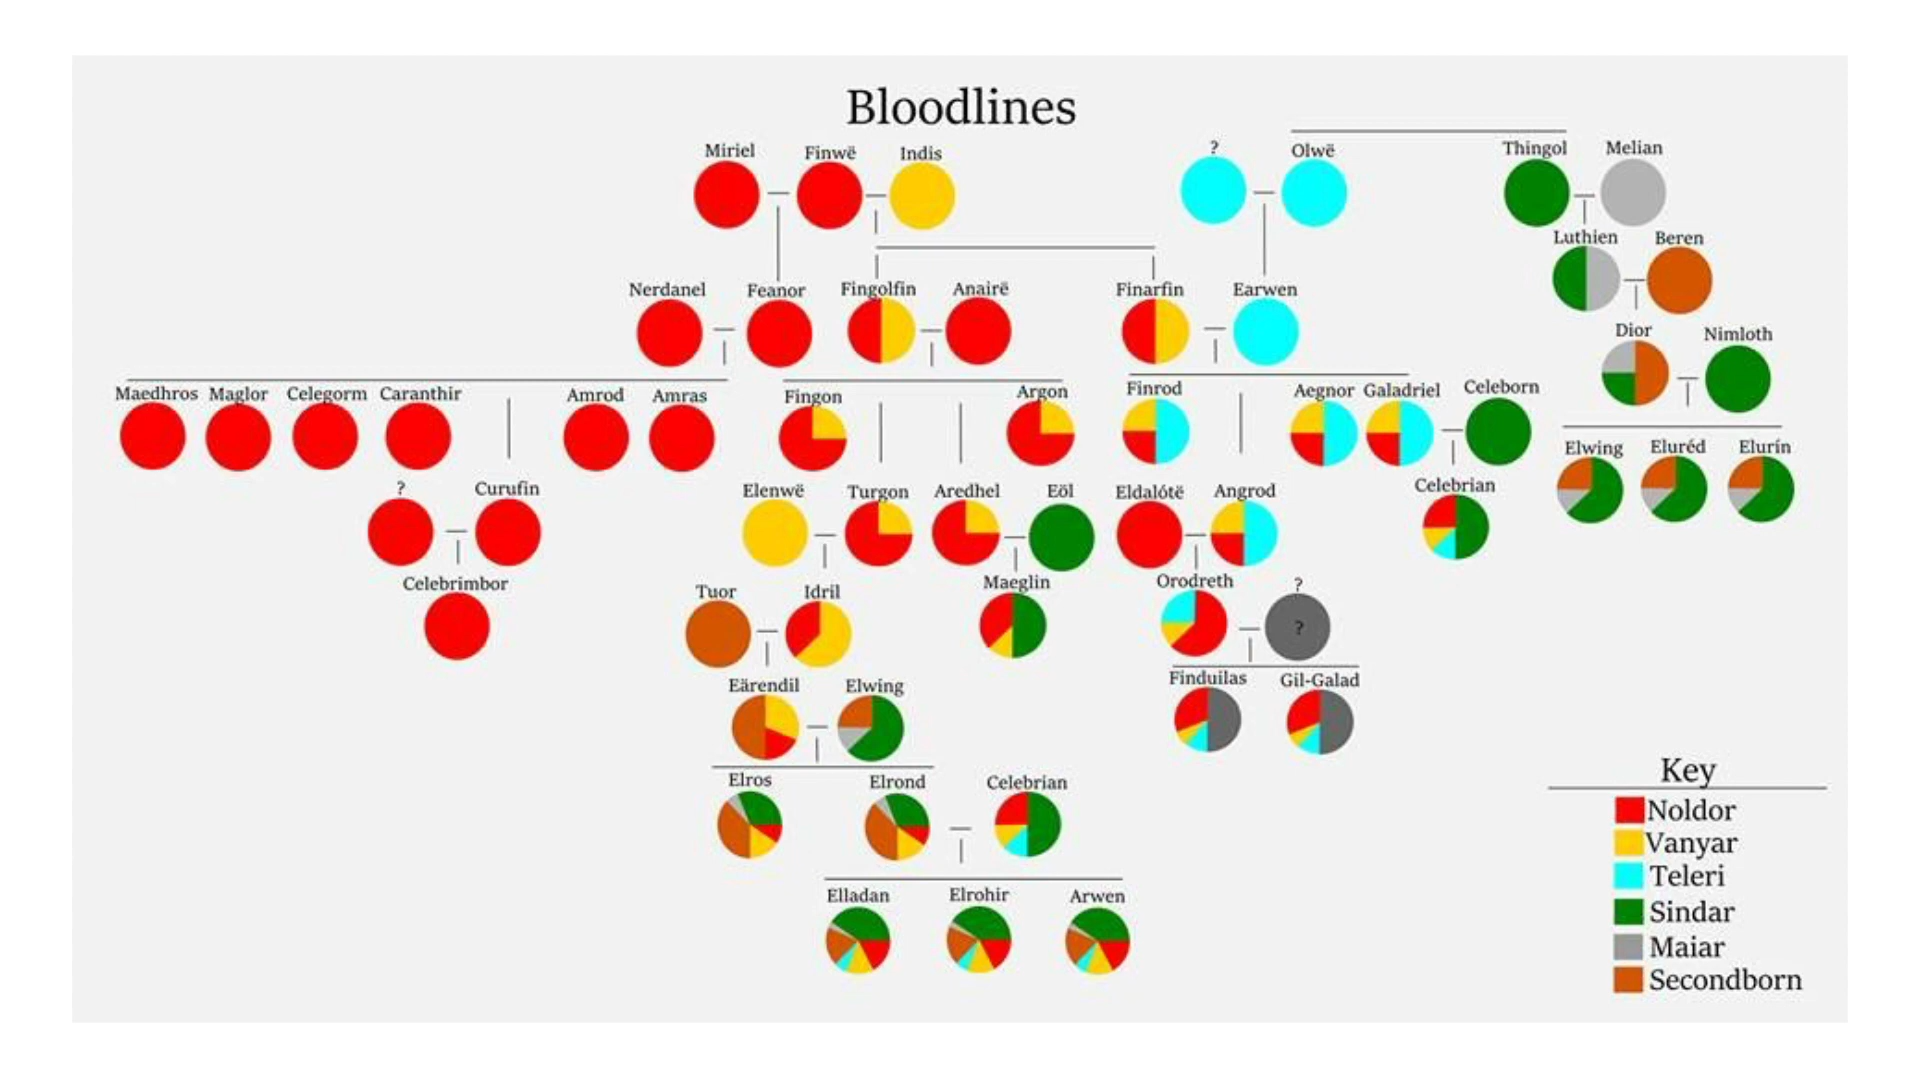 Bloodlines
Miriel
Finwë
Indis
?
Olwë
Thingol
Melian
Luthien
Beren
Nerdanel
Feanor
Fingolfin
Anairë
Finarfin
Earwen
Dior
Nimloth
Maedhros
Maglor
Celegorm
Caranthir
Amrod
Amras
Fingon
Argon
Finrod
Aegnor
Galadriel
Celeborn
Elwing
Eluréd
Elurín
?
Curufin
Elenwë
Turgon
Aredhel
Eöl
Eldalótë
Angrod
Celebrian
Celebrimbor
Tuor
Idril
Maeglin
Orodreth
?
?
Eärendil
Elwing
Finduilas
Gil-Galad
Elros
Elrond
Celebrian
Elladan
Elrohir
Arwen
Key
Noldor
Vanyar
Teleri
Sindar
Maiar
Secondborn